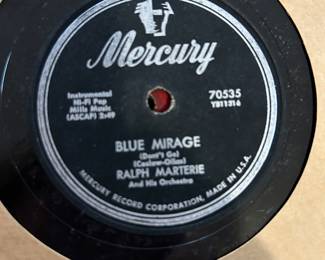 Mercury
Instrumental
Hi-Fi Pop
Mills Music
(ASCAP) 2:49
70535
YB11316
BLUE MIRAGE
(Don't Go)
(Coslow-Olias)
RALPH MARTERIE
And His Orchestra
MERCURY RECORD CORPORATION, MADE IN U.S.A.